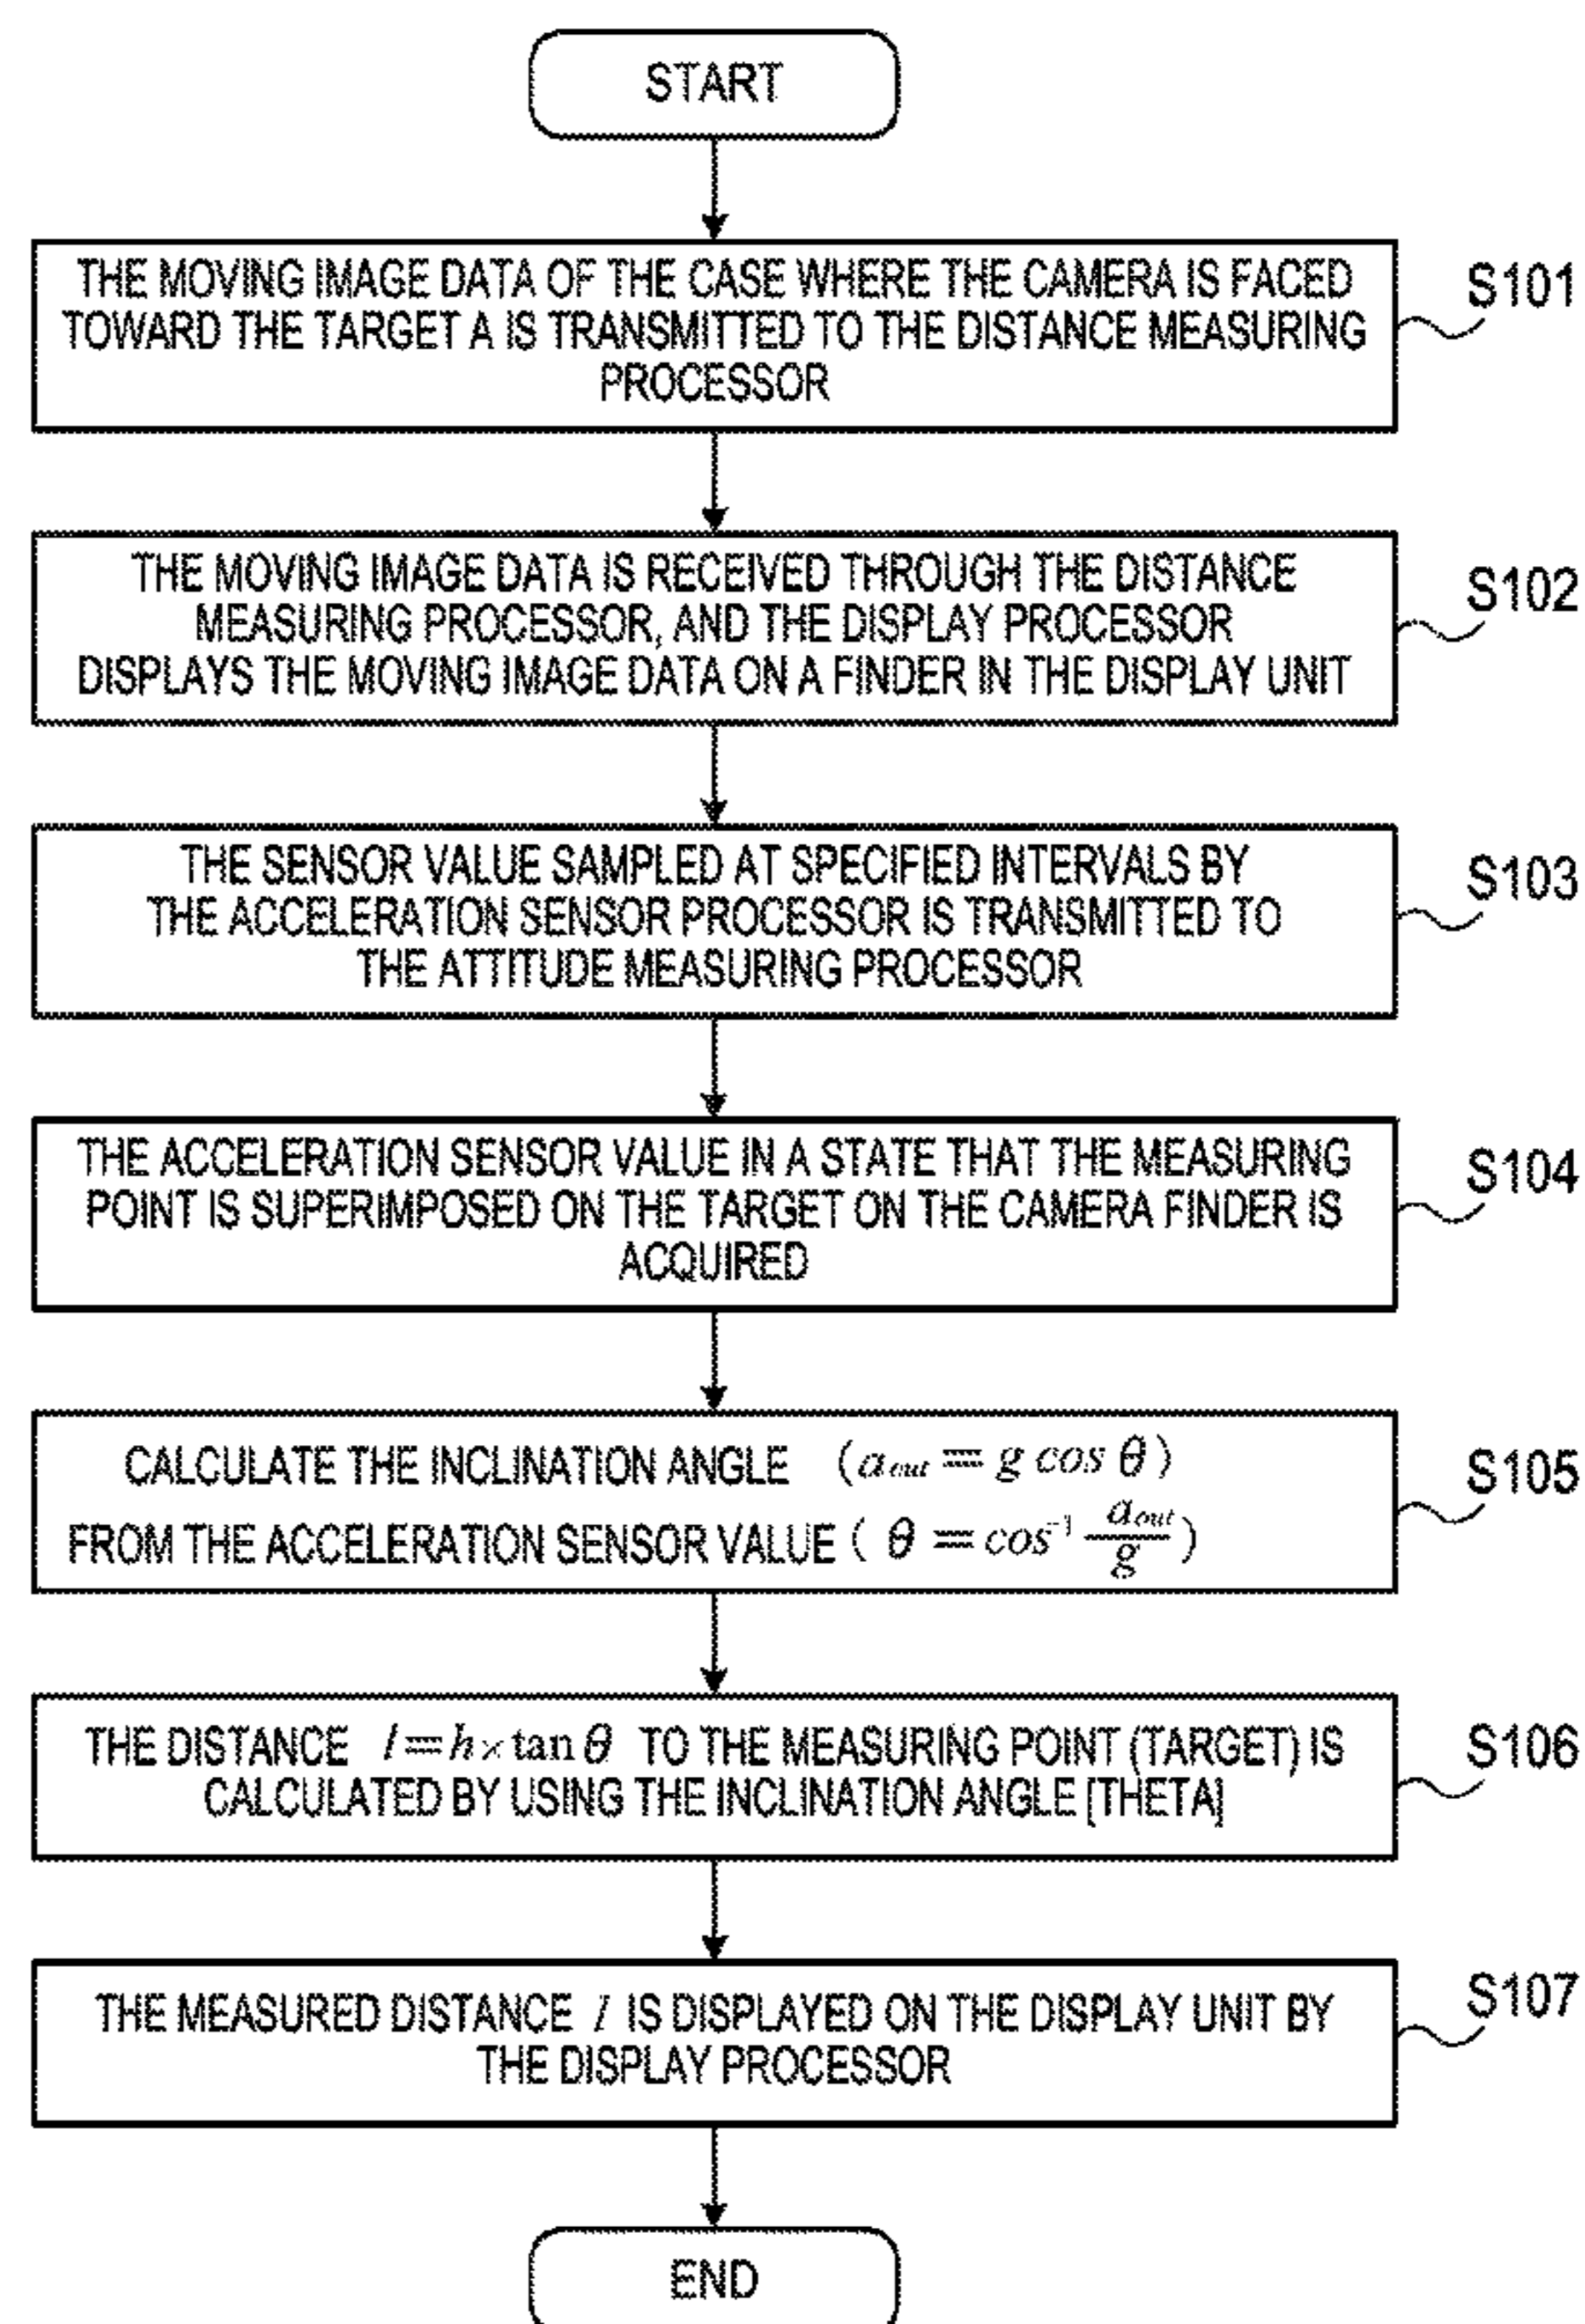 START
THE MOVING IMAGE DATA OF THE CASE WHERE THE CAMERA IS FACED
TOWARD THE TARGET A IS TRANSMITTED TO THE DISTANCE MEASURING
PROCESSOR
S101
THE MOVING IMAGE DATA IS RECEIVED THROUGH THE DISTANCE
MEASURING PROCESSOR, AND THE DISPLAY PROCESSOR
DISPLAYS THE MOVING IMAGE DATA ON A FINDER IN THE DISPLAY UNIT
S102
THE SENSOR VALUE SAMPLED AT SPECIFIED INTERVALS BY
THE ACCELERATION SENSOR PROCESSOR IS TRANSMITTED TO
THE ATTITUDE MEASURING PROCESSOR
S103
THE ACCELERATION SENSOR VALUE IN A STATE THAT THE MEASURING
POINT IS SUPERIMPOSED ON THE TARGET ON THE CAMERA FINDER IS
ACQUIRED
S104
CALCULATE THE INCLINATION ANGLE (a_out = g cos θ)
FROM THE ACCELERATION SENSOR VALUE ( θ = cos⁻¹ a_out/g )
S105
THE DISTANCE l = h × tan θ TO THE MEASURING POINT (TARGET) IS
CALCULATED BY USING THE INCLINATION ANGLE [THETA]
S106
THE MEASURED DISTANCE l IS DISPLAYED ON THE DISPLAY UNIT BY
THE DISPLAY PROCESSOR
S107
END